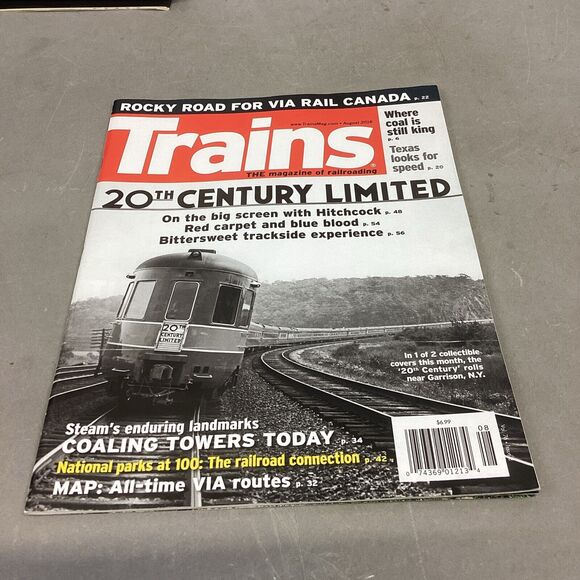 ROCKY ROAD FOR VIA RAIL CANADA p. 22
www.TrainsMag.com • August 2016
Trains
THE magazine of railroading
Where
coal is
still king
p. 6
Texas
looks for
speed p. 20
20TH CENTURY LIMITED
On the big screen with Hitchcock p. 48
Red carpet and blue blood p. 54
Bittersweet trackside experience p. 56
20TH
CENTURY
LIMITED
In 1 of 2 collectible
covers this month, the
'20th Century' rolls
near Garrison, N.Y.
Steam's enduring landmarks
COALING TOWERS TODAY p. 34
National parks at 100: The railroad connection p. 42
MAP: All-time VIA routes p. 32
$6.99
08
0 74369 01213 4